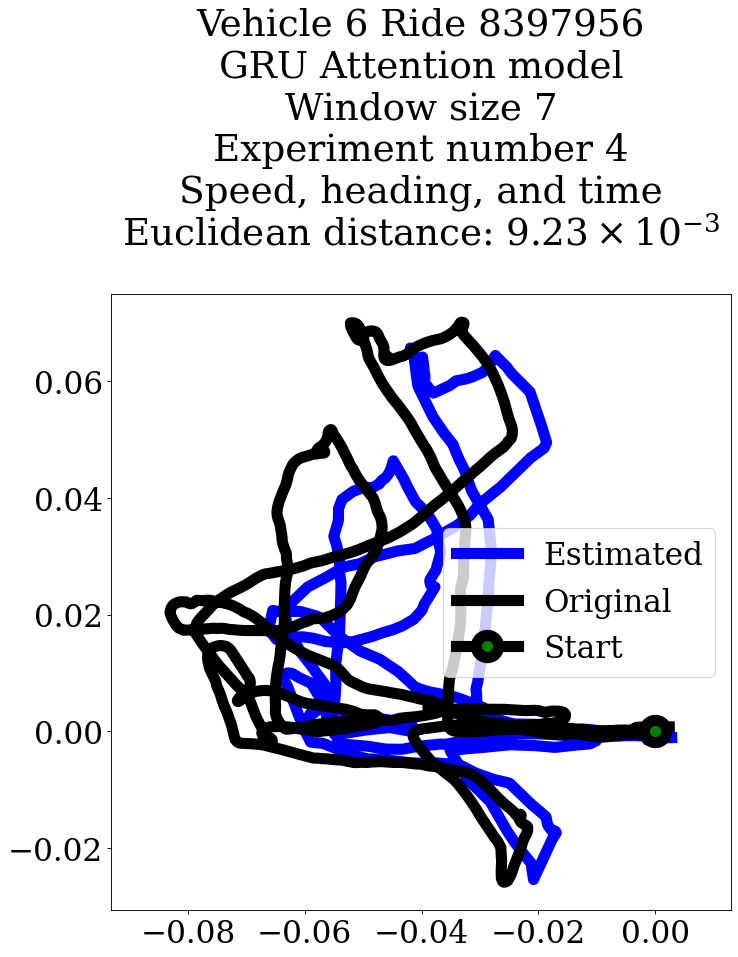 Vehicle 6 Ride 8397956
GRU Attention model
Window size 7
Experiment number 4
Speed, heading, and time
Euclidean distance: 9.23 × 10⁻³
0.06
0.04
0.02
0.00
−0.02
Estimated
Original
Start
−0.08 −0.06 −0.04 −0.02 0.00